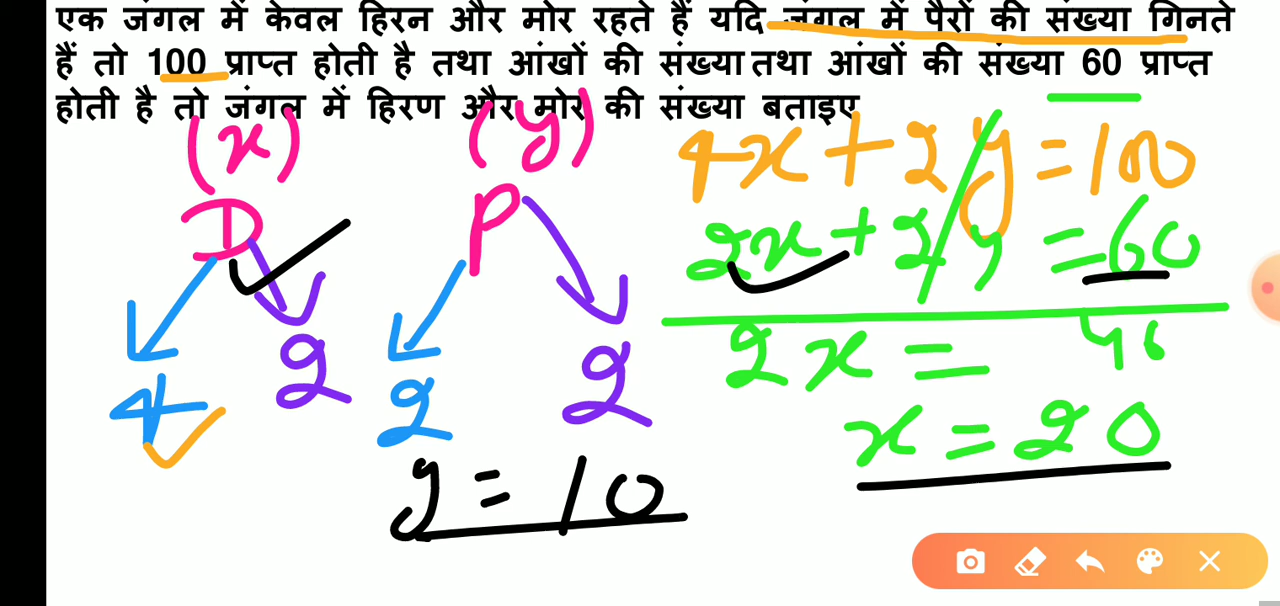 एक जंगल में केवल हिरन और मोर रहते हैं यदि जंगल में पैरों की संख्या गिनते
हैं तो 100 प्राप्त होती है तथा आंखों की संख्या तथा आंखों की संख्या 60 प्राप्त
होती है तो जंगल में हिरण और मोर की संख्या बताइए
(x) (y)
D P
4 2 2 2
y = 10
4x + 2y = 100
2x + 2y = 60
2x = 40
x = 20